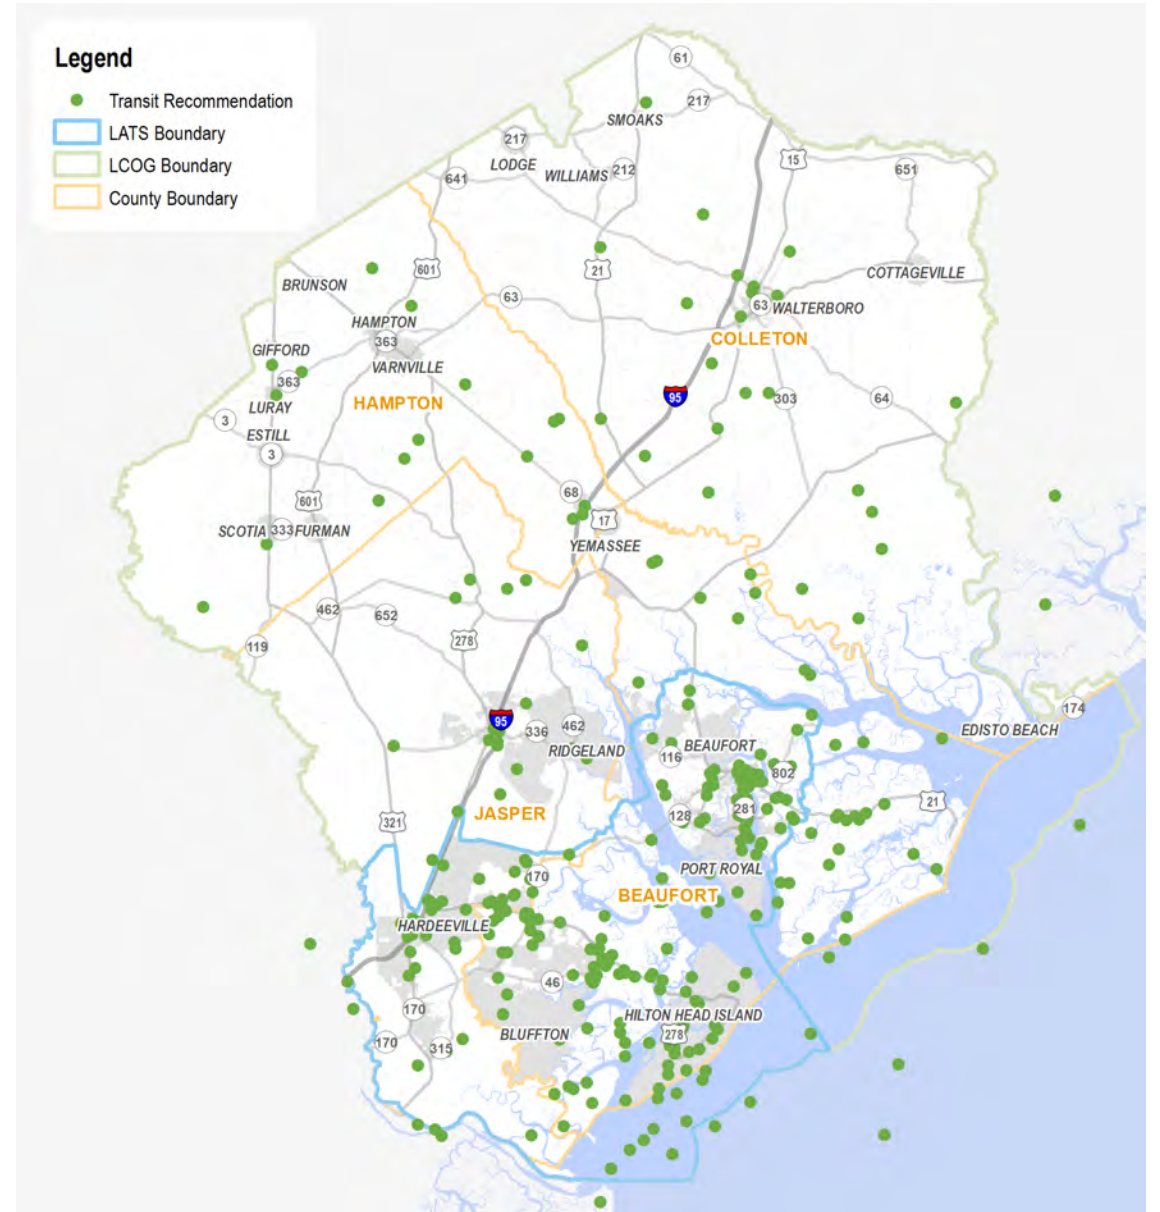 Legend
Transit Recommendation
LATS Boundary
LCOG Boundary
County Boundary
61
217
SMOAKS
217
LODGE
15
WILLIAMS
212
651
641
601
21
COTTAGEVILLE
BRUNSON
63
63
WALTERBORO
HAMPTON
COLLETON
363
GIFFORD
VARNVILLE
363
95
LURAY
HAMPTON
303
64
3
ESTILL
3
68
601
17
SCOTIA
333
FURMAN
YEMASSEE
462
652
119
278
174
95
336
462
EDISTO BEACH
RIDGELAND
BEAUFORT
116
802
21
JASPER
128
281
321
PORT ROYAL
170
BEAUFORT
HARDEEVILLE
46
170
HILTON HEAD ISLAND
BLUFFTON
278
170
315